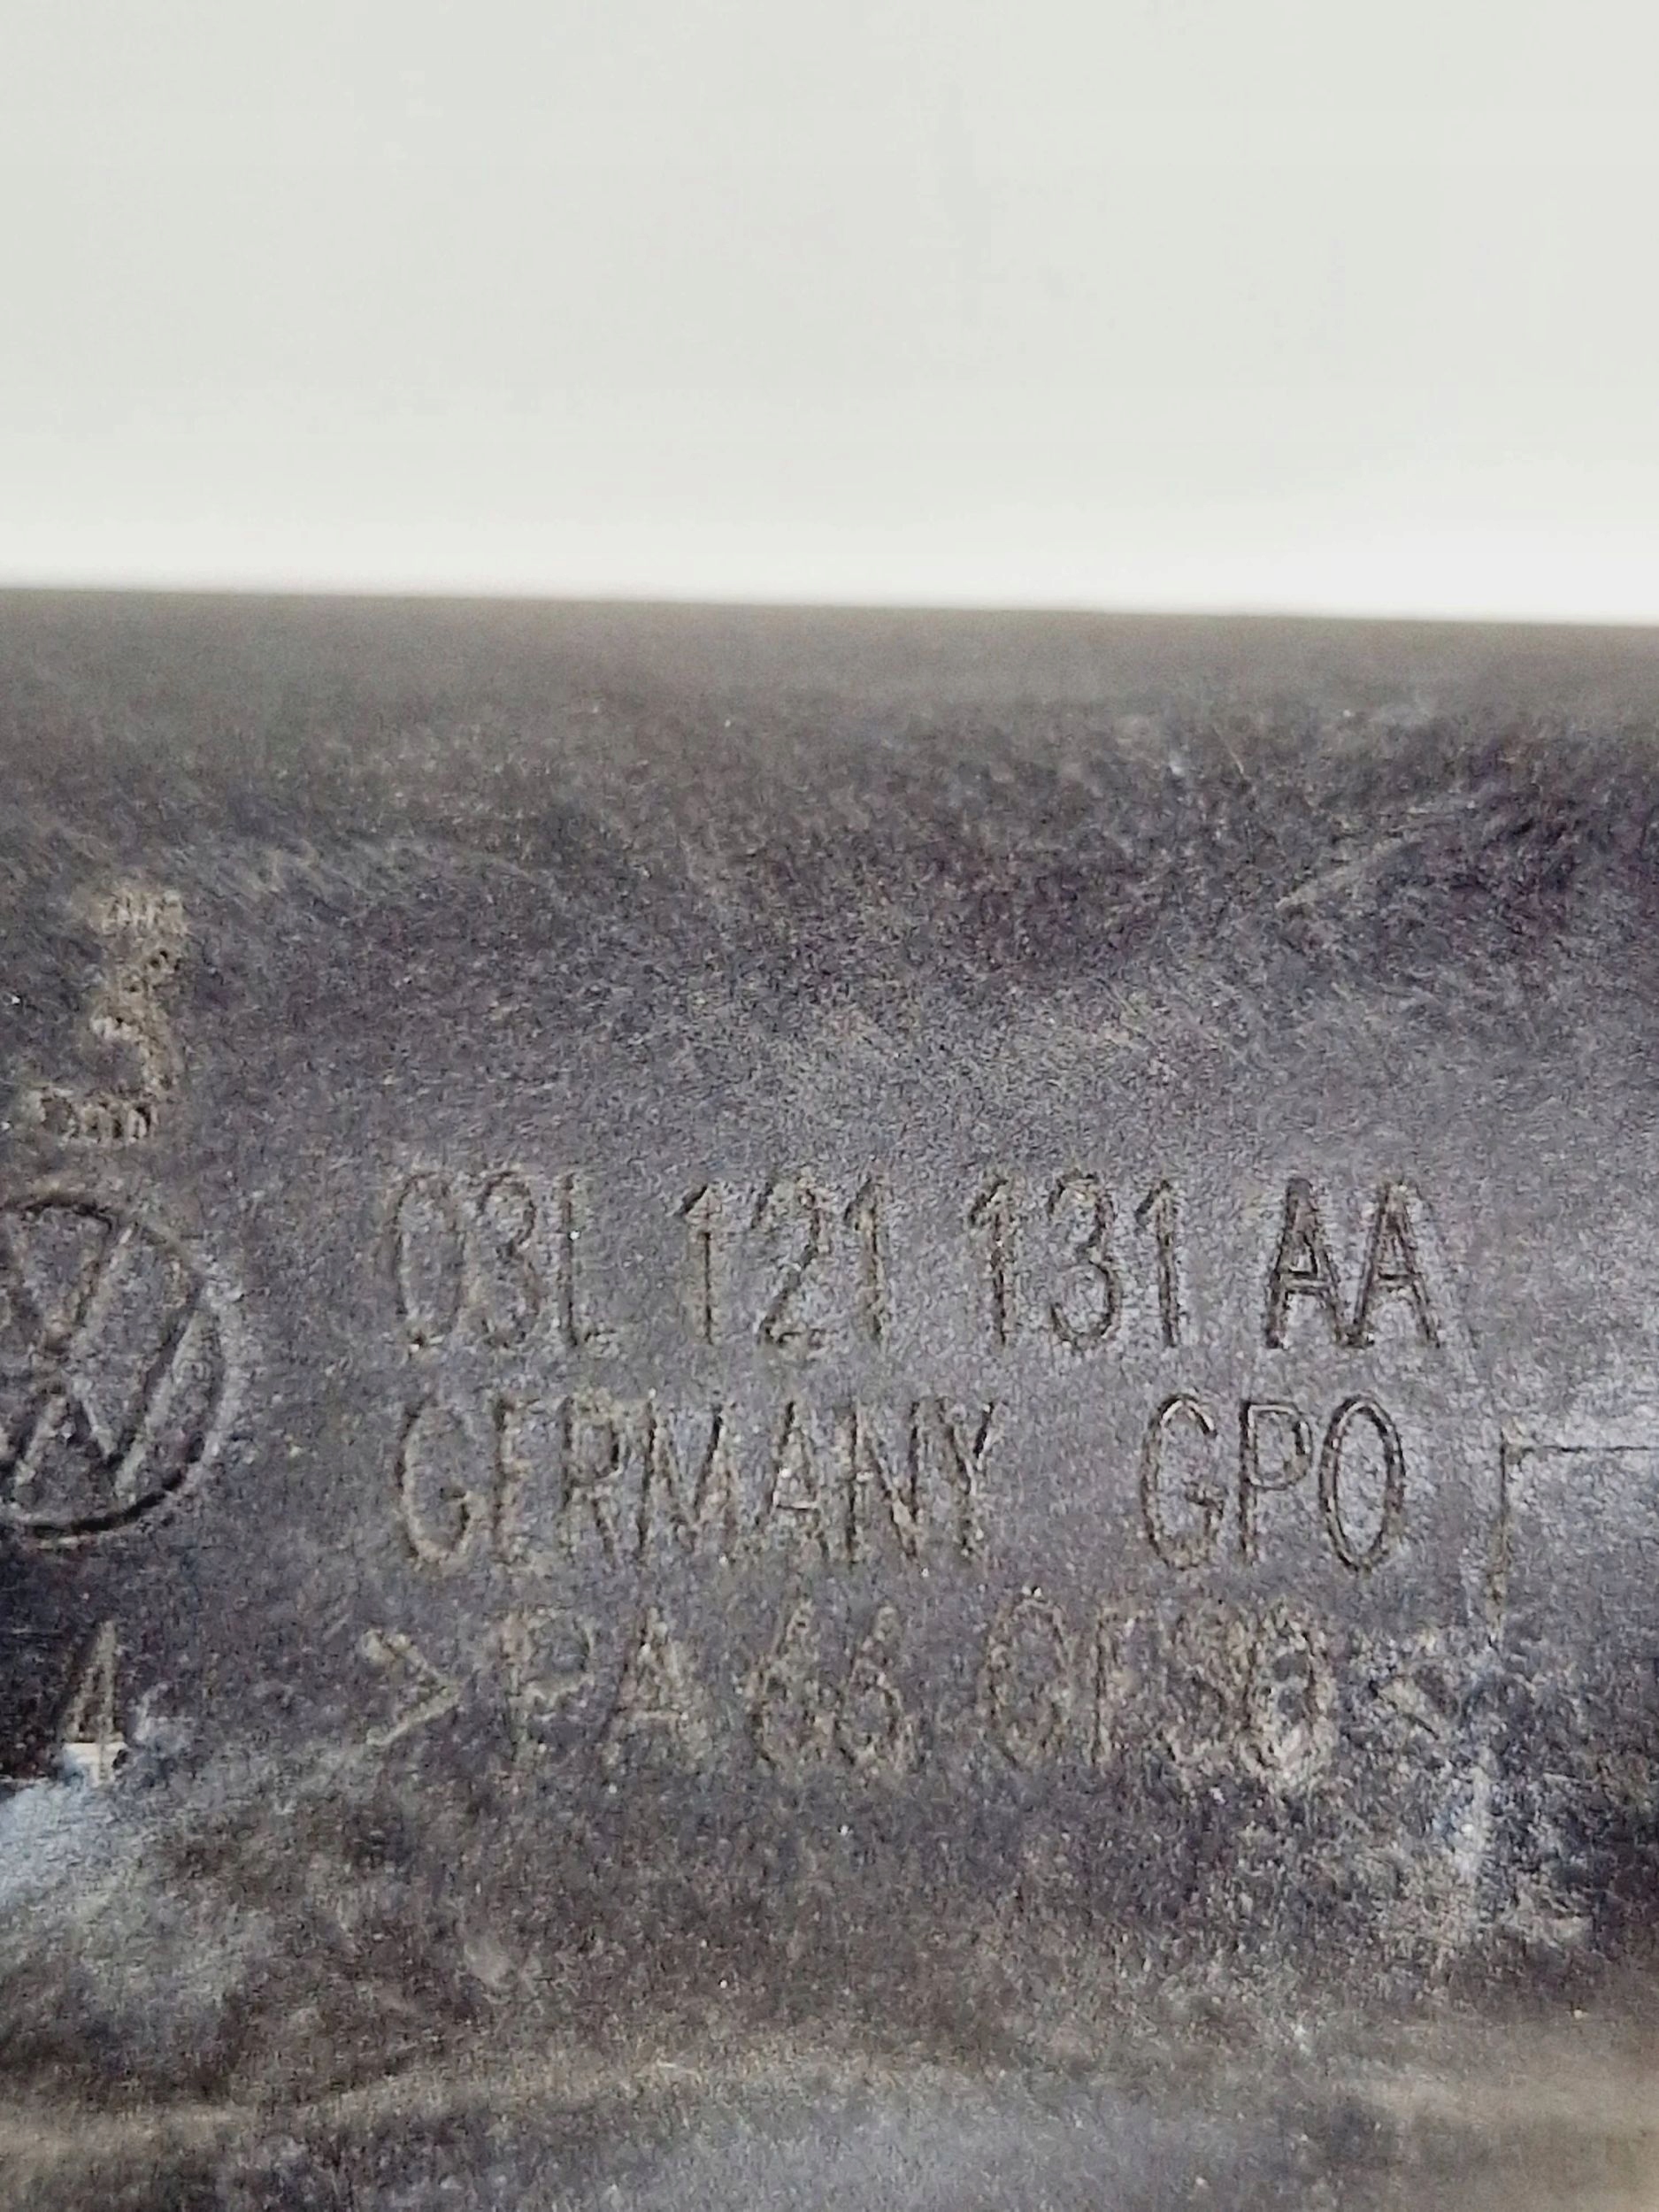 03L 121 131 AA
GERMANY GPO
>PA 66 GF30<